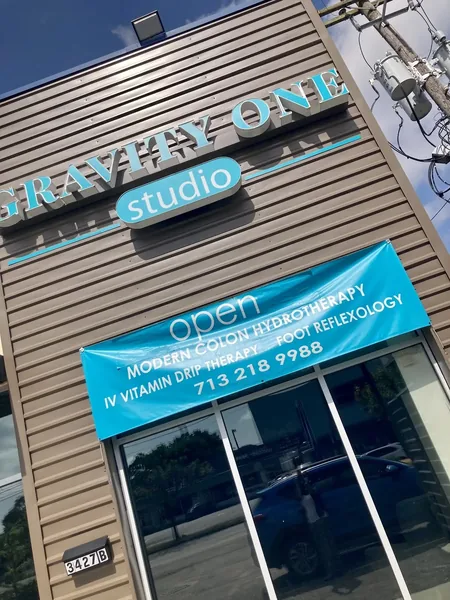 GRAVITY ONE
studio
open
MODERN COLON HYDROTHERAPY
IV VITAMIN DRIP THERAPY FOOT REFLEXOLOGY
713 218 9988
3427B